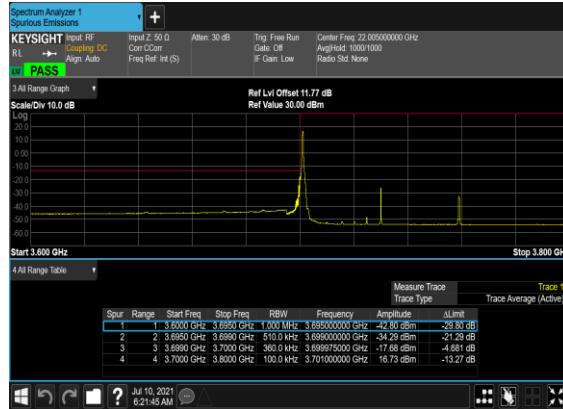 Spectrum Analyzer 1
Spurious Emissions
+
KEYSIGHT Input: RF Input Z: 50 Ω Atten: 30 dB Trig: Free Run Center Freq: 22.005000000 GHz
RL Coupling: DC Corr CCorr Gate: Off Avg|Hold: 1000/1000
Align: Auto Freq Ref: Int (S) IF Gain: Low Radio Std: None
PASS
3 All Range Graph
Ref Lvl Offset 11.77 dB
Scale/Div 10.0 dB Ref Value 30.00 dBm
Log
20.0
10.0
0.00
-10.0
-20.0
-30.0
-40.0
-50.0
-60.0
Start 3.600 GHz Stop 3.800 GH
4 All Range Table
Measure Trace Trace 1
Trace Type Trace Average (Active)
Spur Range Start Freq Stop Freq RBW Frequency Amplitude ΔLimit
1 1 3.6000 GHz 3.6950 GHz 1.000 MHz 3.695000000 GHz -42.80 dBm -29.80 dB
2 2 3.6950 GHz 3.6990 GHz 510.0 kHz 3.699000000 GHz -34.29 dBm -21.29 dB
3 3 3.6990 GHz 3.7000 GHz 360.0 kHz 3.699975000 GHz -17.68 dBm -4.681 dB
4 4 3.7000 GHz 3.8000 GHz 100.0 kHz 3.701000000 GHz 16.73 dBm -13.27 dB
? Jul 10, 2021
6:21:45 AM